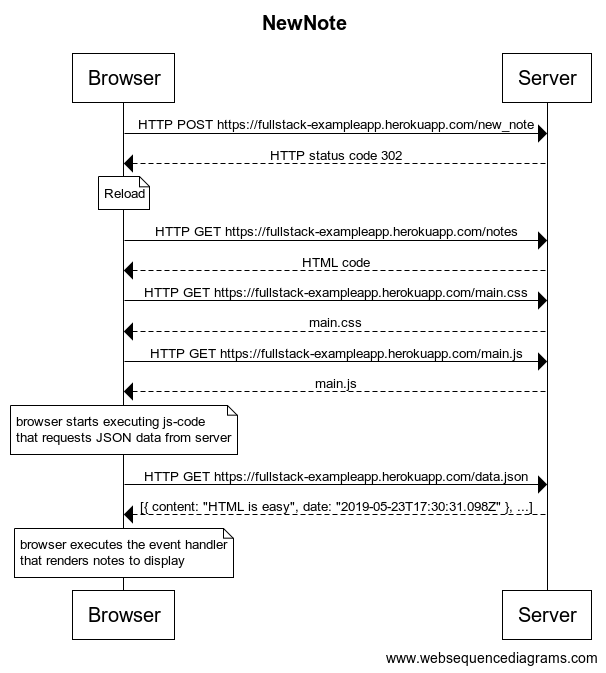 NewNote
Browser
Server
HTTP POST https://fullstack-exampleapp.herokuapp.com/new_note
HTTP status code 302
Reload
HTTP GET https://fullstack-exampleapp.herokuapp.com/notes
HTML code
HTTP GET https://fullstack-exampleapp.herokuapp.com/main.css
main.css
HTTP GET https://fullstack-exampleapp.herokuapp.com/main.js
main.js
browser starts executing js-code
that requests JSON data from server
HTTP GET https://fullstack-exampleapp.herokuapp.com/data.json
[{ content: "HTML is easy", date: "2019-05-23T17:30:31.098Z" }, ...]
browser executes the event handler
that renders notes to display
Browser
Server
www.websequencediagrams.com